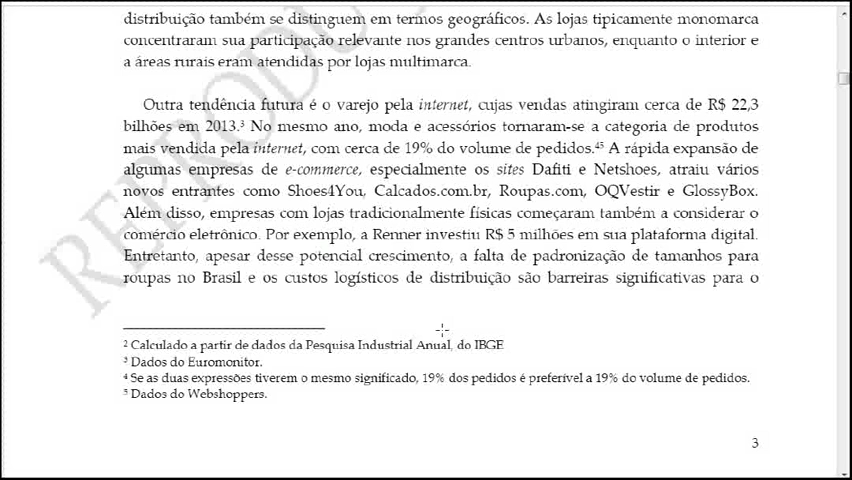 distribuição também se distinguem em termos geográficos. As lojas tipicamente monomarca
concentraram sua participação relevante nos grandes centros urbanos, enquanto o interior e
a áreas rurais eram atendidas por lojas multimarca.
Outra tendência futura é o varejo pela internet, cujas vendas atingiram cerca de R$ 22,3
bilhões em 2013.³ No mesmo ano, moda e acessórios tornaram-se a categoria de produtos
mais vendida pela internet, com cerca de 19% do volume de pedidos.⁴⁵ A rápida expansão de
algumas empresas de e-commerce, especialmente os sites Dafiti e Netshoes, atraiu vários
novos entrantes como Shoes4You, Calcados.com.br, Roupas.com, OQVestir e GlossyBox.
Além disso, empresas com lojas tradicionalmente físicas começaram também a considerar o
comércio eletrônico. Por exemplo, a Renner investiu R$ 5 milhões em sua plataforma digital.
Entretanto, apesar desse potencial crescimento, a falta de padronização de tamanhos para
roupas no Brasil e os custos logísticos de distribuição são barreiras significativas para o
² Calculado a partir de dados da Pesquisa Industrial Anual, do IBGE
³ Dados do Euromonitor.
⁴ Se as duas expressões tiverem o mesmo significado, 19% dos pedidos é preferível a 19% do volume de pedidos.
⁵ Dados do Webshoppers.
3
REPRODU